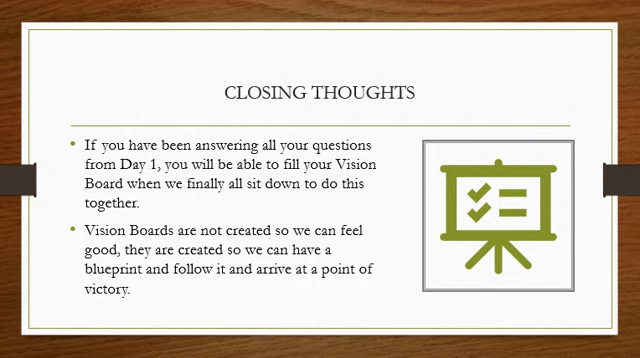 CLOSING THOUGHTS
• If you have been answering all your questions
from Day 1, you will be able to fill your Vision
Board when we finally all sit down to do this
together.
• Vision Boards are not created so we can feel
good, they are created so we can have a
blueprint and follow it and arrive at a point of
victory.